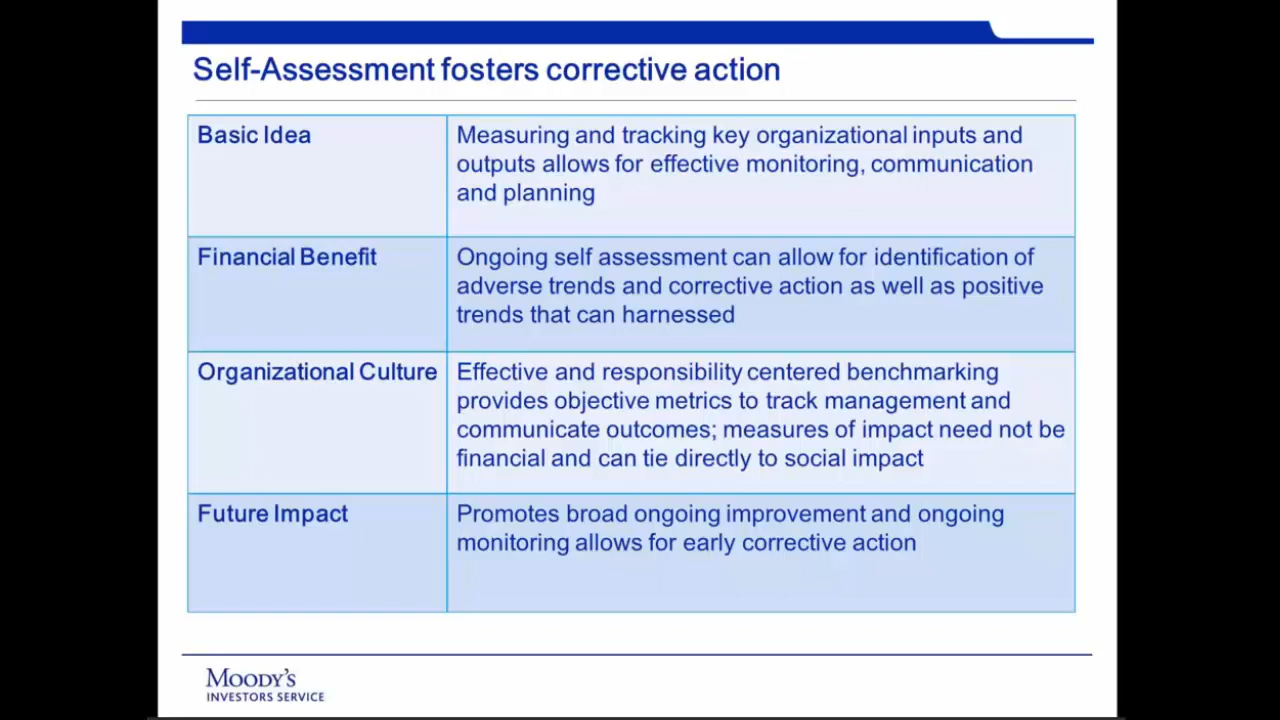 Self-Assessment fosters corrective action
Basic Idea
Measuring and tracking key organizational inputs and
outputs allows for effective monitoring, communication
and planning
Financial Benefit
Ongoing self assessment can allow for identification of
adverse trends and corrective action as well as positive
trends that can harnessed
Organizational Culture
Effective and responsibility centered benchmarking
provides objective metrics to track management and
communicate outcomes; measures of impact need not be
financial and can tie directly to social impact
Future Impact
Promotes broad ongoing improvement and ongoing
monitoring allows for early corrective action
MOODY'S
INVESTORS SERVICE